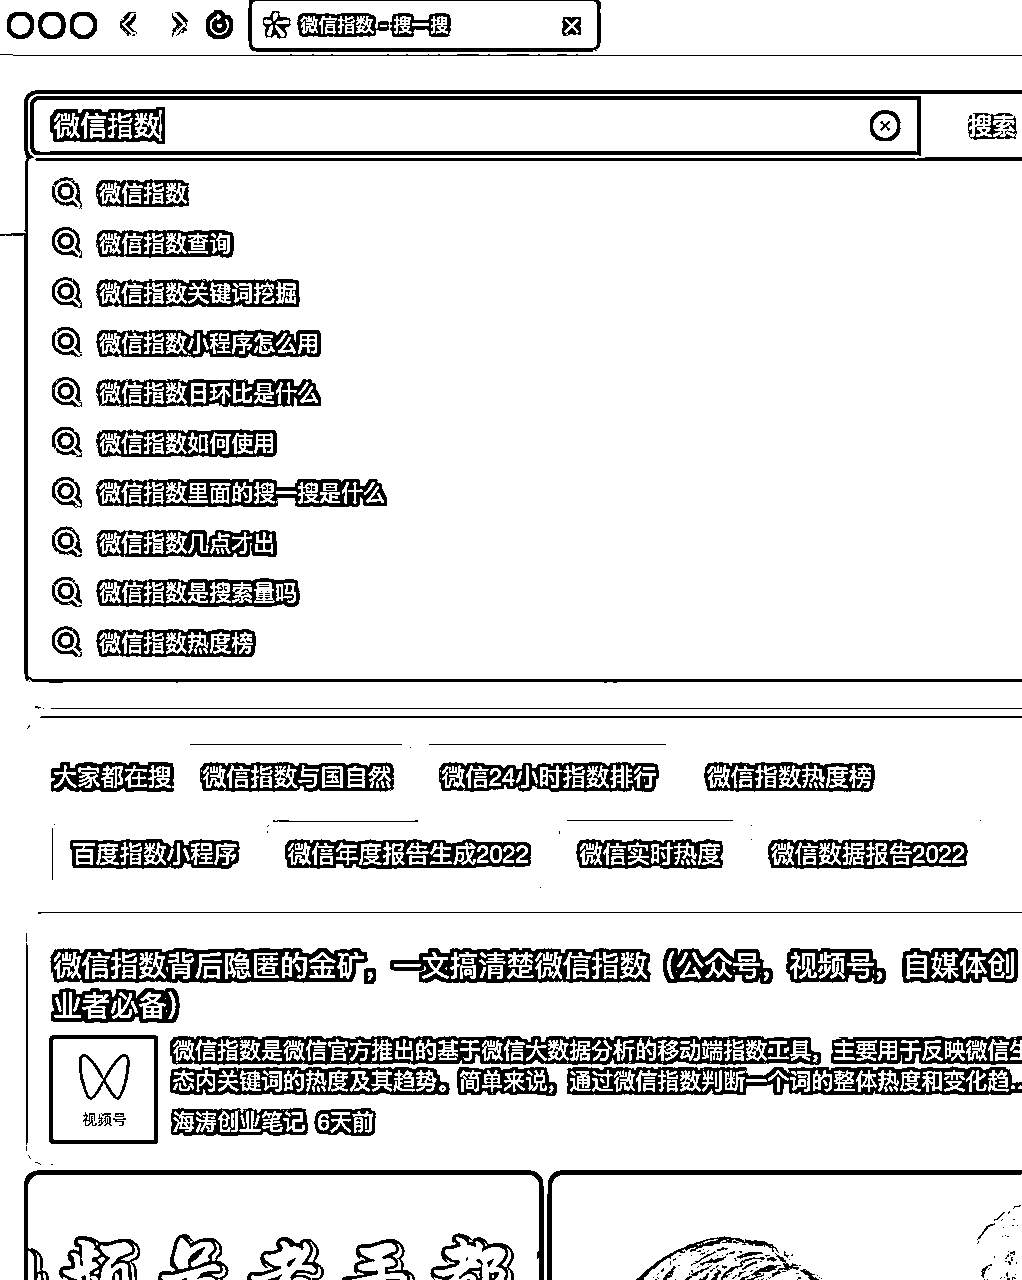 微信指数 - 搜一搜
微信指数
搜索
微信指数
微信指数查询
微信指数关键词挖掘
微信指数小程序怎么用
微信指数日环比是什么
微信指数如何使用
微信指数里面的搜一搜是什么
微信指数几点才出
微信指数是搜索量吗
微信指数热度榜
大家都在搜 微信指数与国自然 微信24小时指数排行 微信指数热度榜
百度指数小程序 微信年度报告生成2022 微信实时热度 微信数据报告2022
微信指数背后隐匿的金矿，一文搞清楚微信指数（公众号，视频号，自媒体创
业者必备）
微信指数是微信官方推出的基于微信大数据分析的移动端指数工具，主要用于反映微信生
态内关键词的热度及其趋势。简单来说，通过微信指数判断一个词的整体热度和变化趋...
视频号
海涛创业笔记 6天前